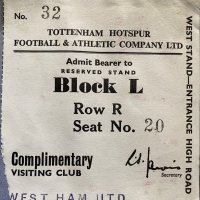 No. 32
TOTTENHAM HOTSPUR
FOOTBALL & ATHLETIC COMPANY LTD
Admit Bearer to
RESERVED STAND
Block L
Row R
Seat No. 20
Complimentary
VISITING CLUB
Secretary
WEST HAM UTD
WEST STAND—ENTRANCE HIGH ROAD